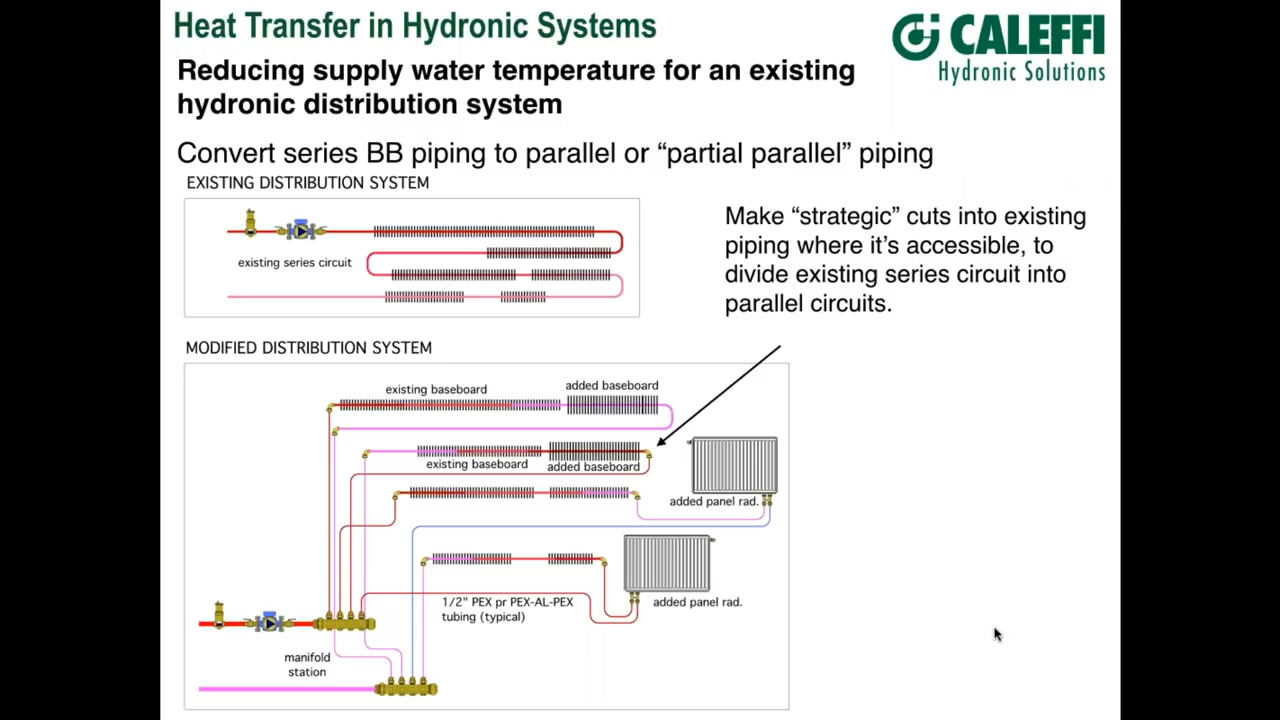 Heat Transfer in Hydronic Systems
CALEFFI
Hydronic Solutions
Reducing supply water temperature for an existing
hydronic distribution system
Convert series BB piping to parallel or “partial parallel” piping
EXISTING DISTRIBUTION SYSTEM
existing series circuit
Make “strategic” cuts into existing
piping where it’s accessible, to
divide existing series circuit into
parallel circuits.
MODIFIED DISTRIBUTION SYSTEM
existing baseboard
added baseboard
existing baseboard
added baseboard
added panel rad.
1/2" PEX pr PEX-AL-PEX
tubing (typical)
added panel rad.
manifold
station